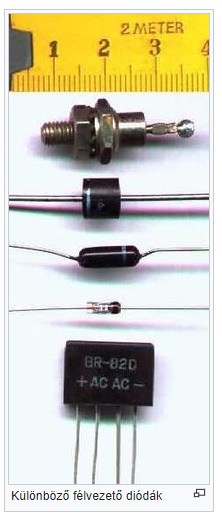 2 METER
1 2 3 4
BR-82D
+AC AC-
Különböző félvezető diódák